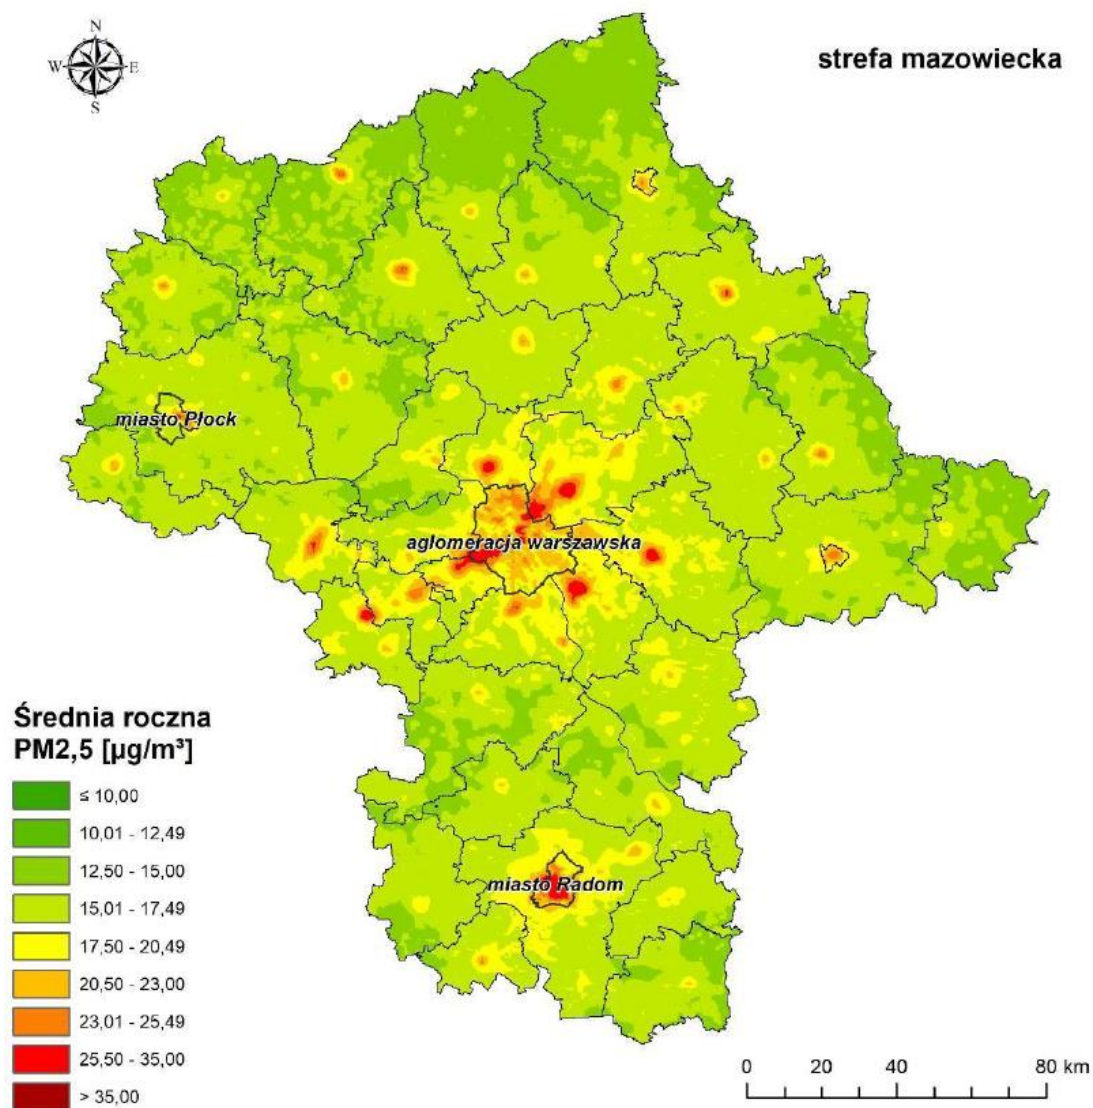 N
W E
S
strefa mazowiecka
miasto Płock
aglomeracja warszawska
miasto Radom
Średnia roczna
PM2,5 [µg/m³]
≤ 10,00
10,01 - 12,49
12,50 - 15,00
15,01 - 17,49
17,50 - 20,49
20,50 - 23,00
23,01 - 25,49
25,50 - 35,00
> 35,00
0 20 40 80 km